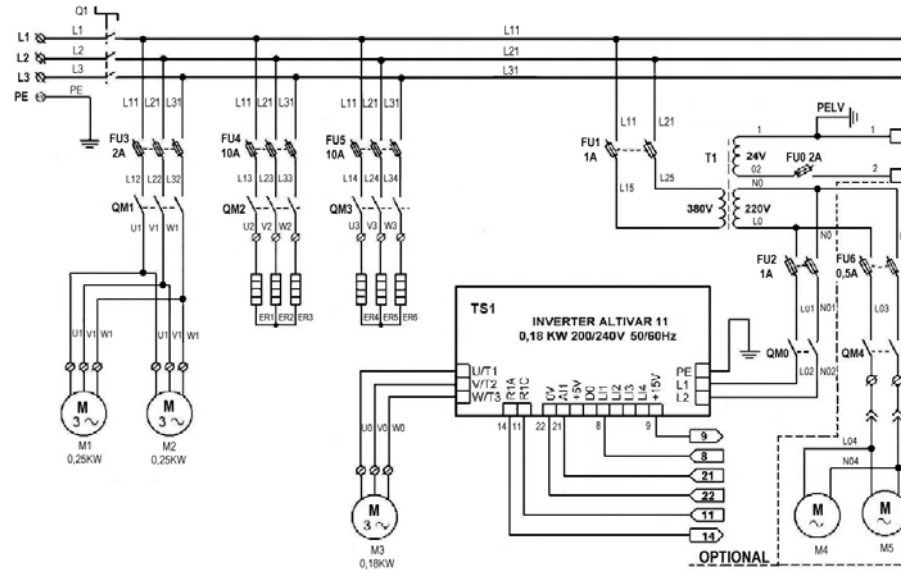 Q1
L1 L1 L11
L2 L2 L21
L3 L3 L31
PE PE
L11 L21 L31
L11 L21 L31
L11 L21 L31
L11 L21
PELV
FU3
2A
FU4
10A
FU5
10A
FU1
1A
T1
1
24V
02
FU0 2A
1
2
L12 L22 L32
L13 L23 L33
L14 L24 L34
L15
L25
N0
380V
220V
L0
QM1
QM2
QM3
U1 V1 W1
U2 V2 W2
U3 V3 W3
N0
FU2
1A
FU6
0,5A
ER1 ER2 ER3
ER4 ER5 ER6
L01 N01
L03
QM0
QM4
L02 N02
TS1
INVERTER ALTIVAR 11
0,18 KW 200/240V 50/60Hz
U/T1
V/T2
W/T3
R1A
R1C
0V
AI1
+5V
D0
LI1
LI2
LI3
LI4
+15V
PE
L1
L2
U1 V1 W1
U1 V1 W1
M
3
M1
0,25KW
M
3
M2
0,25KW
U0 V0 W0
M
3
M3
0,18KW
14 11 22 21 8 9
9
8
21
22
11
14
L04
N04
M
M4
M
M5
OPTIONAL